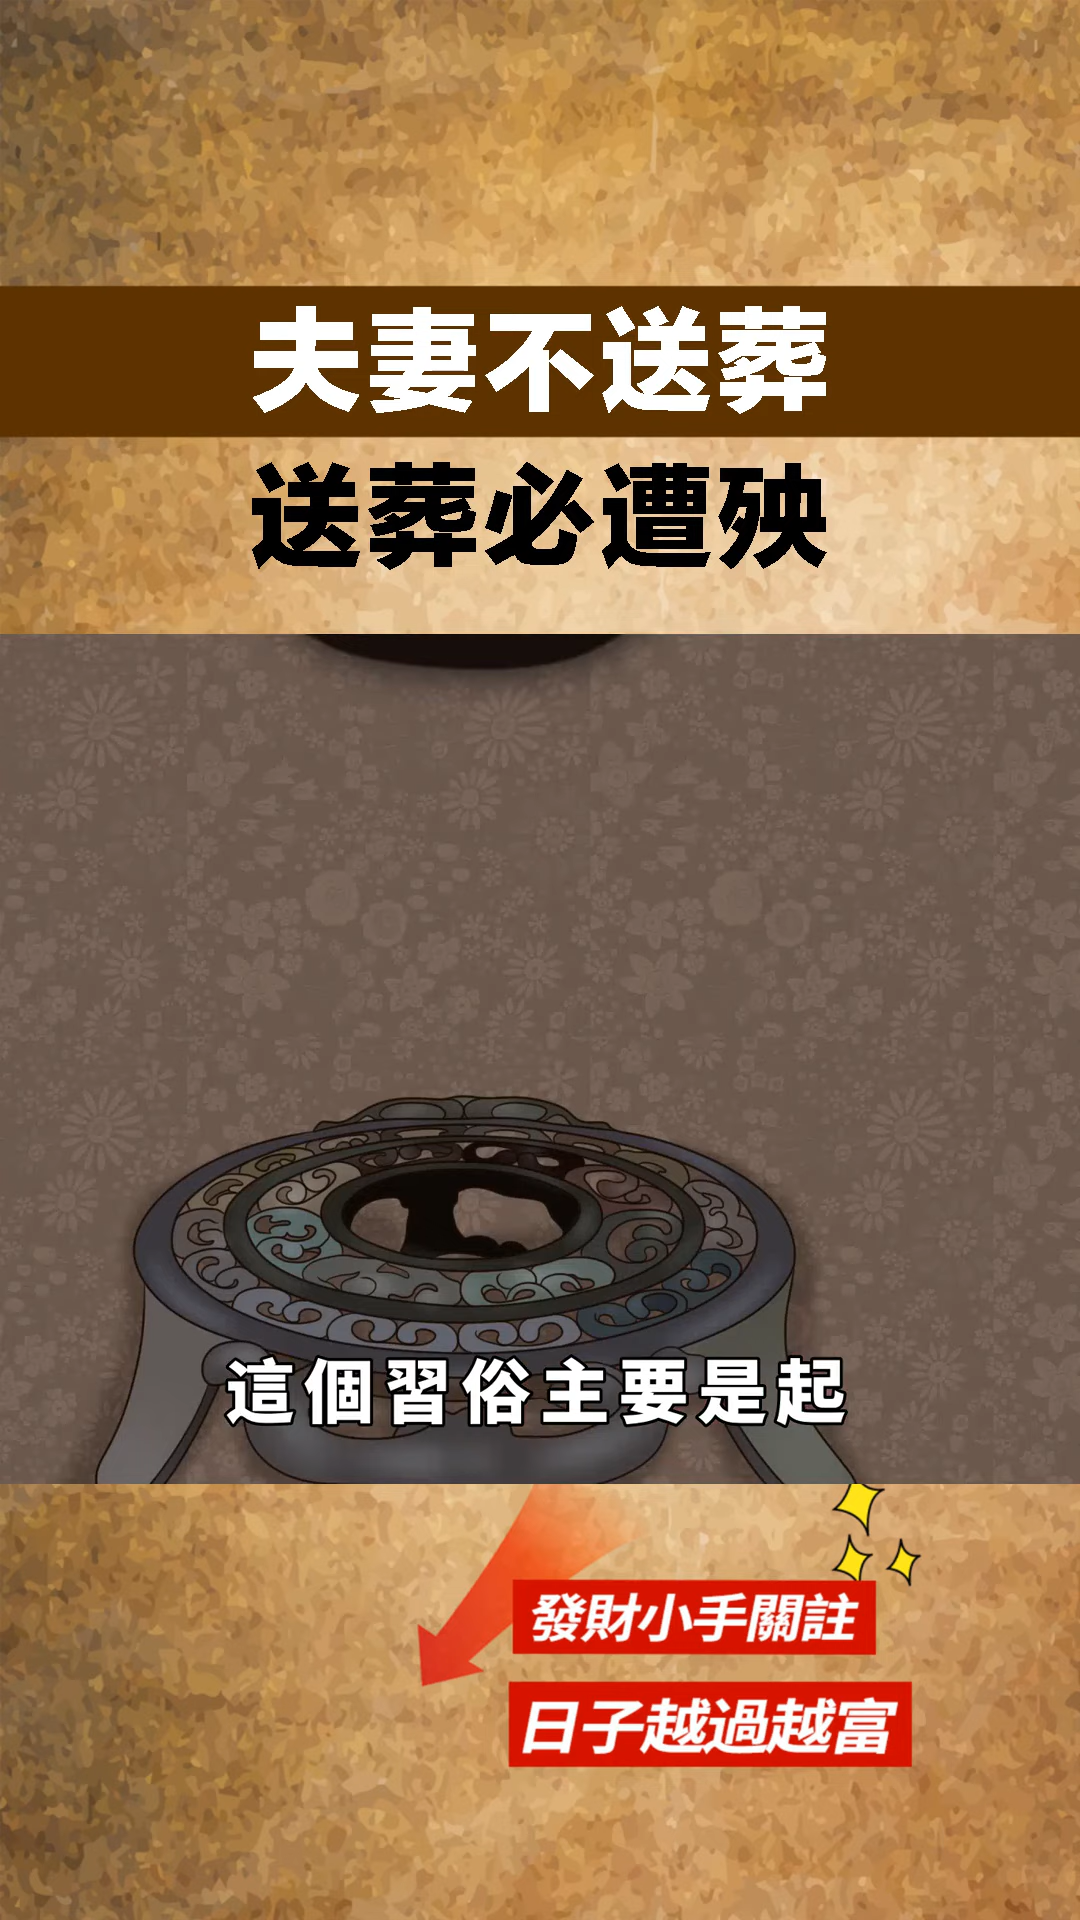 夫妻不送葬
送葬必遭殃
這個習俗主要是起
發財小手關註
日子越過越富